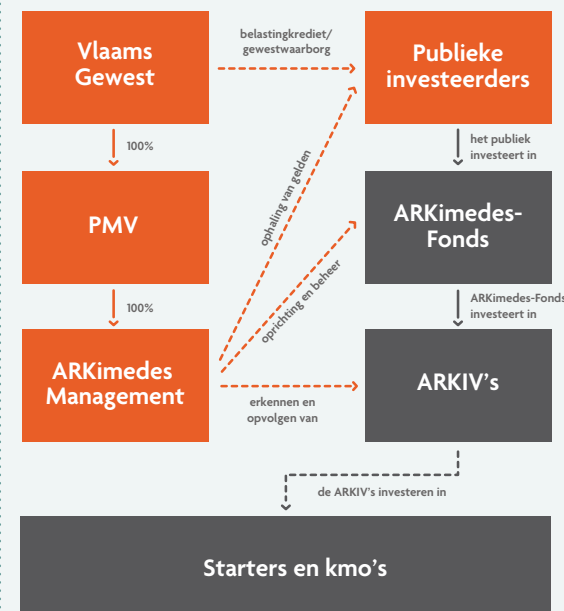 Vlaams
Gewest
belastingkrediet/
gewestwaarborg
Publieke
investeerders
100%
het publiek
investeert in
PMV
ophaling van gelden
ARKimedes-
Fonds
100%
oprichting en beheer
ARKimedes-Fonds
investeert in
ARKimedes
Management
erkennen en
opvolgen van
ARKIV's
de ARKIV's investeren in
Starters en kmo's